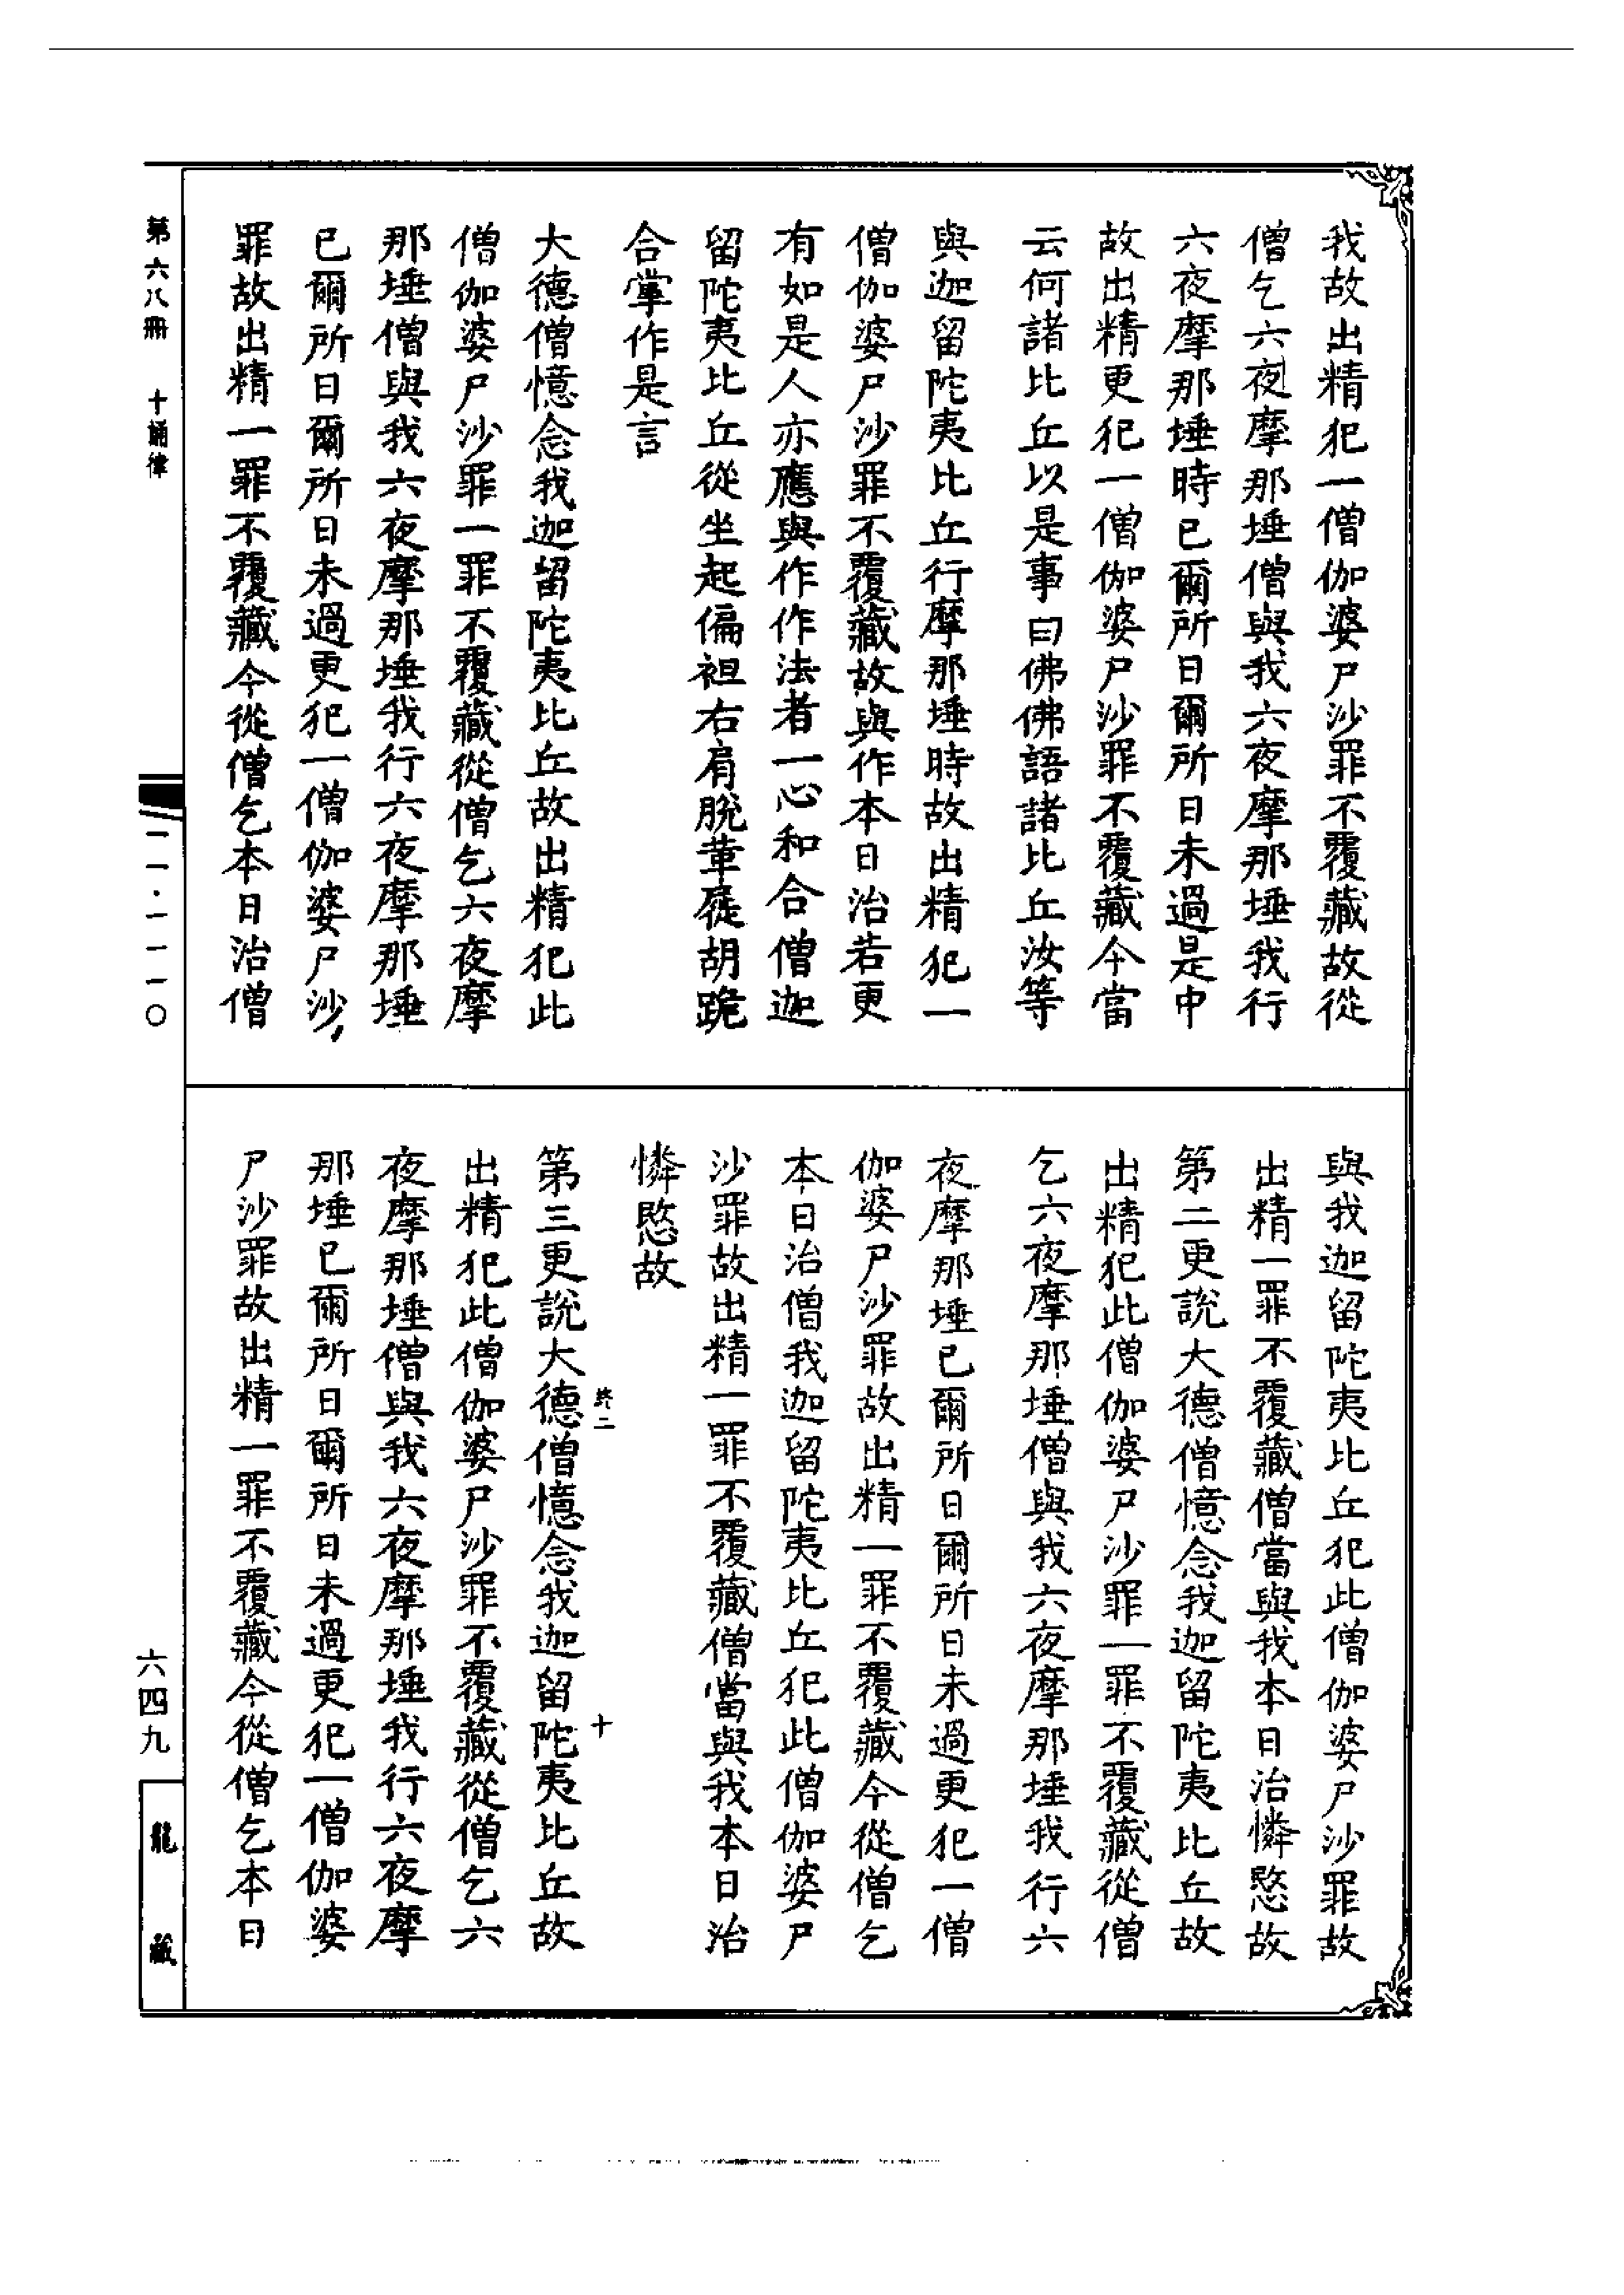 我故出精犯一僧伽婆尸沙罪不覆藏故從
僧乞六夜摩那埵僧與我六夜摩那埵我行
六夜摩那埵時已爾所日爾所日未過是中
故出精更犯一僧伽婆尸沙罪不覆藏今當
云何諸比丘以是事曰佛佛語諸比丘汝等
與迦留陀夷比丘行摩那埵時故出精犯一
僧伽婆尸沙罪不覆藏故與作本日治若更
有如是人亦應與作作法者一心和合僧迦
留陀夷比丘從坐起偏袒右肩脫革屣胡跪
合掌作是言
大德僧憶念我迦留陀夷比丘故出精犯此
僧伽婆尸沙罪一罪不覆藏從僧乞六夜摩
那埵僧與我六夜摩那埵我行六夜摩那埵
已爾所日爾所日未過更犯一僧伽婆尸沙
罪故出精一罪不覆藏今從僧乞本日治僧
與我迦留陀夷比丘犯此僧伽婆尸沙罪故
出精一罪不覆藏僧當與我本日治憐愍故
第二更說大德僧憶念我迦留陀夷比丘故
出精犯此僧伽婆尸沙罪一罪不覆藏從僧
乞六夜摩那埵僧與我六夜摩那埵我行六
夜摩那埵已爾所日爾所日未過更犯一僧
伽婆尸沙罪故出精一罪不覆藏今從僧乞
本日治僧我迦留陀夷比丘犯此僧伽婆尸
沙罪故出精一罪不覆藏僧當與我本日治
憐愍故
終二 十
第三更說大德僧憶念我迦留陀夷比丘故
出精犯此僧伽婆尸沙罪不覆藏從僧乞六
夜摩那埵僧與我六夜摩那埵我行六夜摩
那埵已爾所日爾所日未過更犯一僧伽婆
尸沙罪故出精一罪不覆藏今從僧乞本日
第六八冊 十誦律
一一·一一一〇
六四九
龍藏